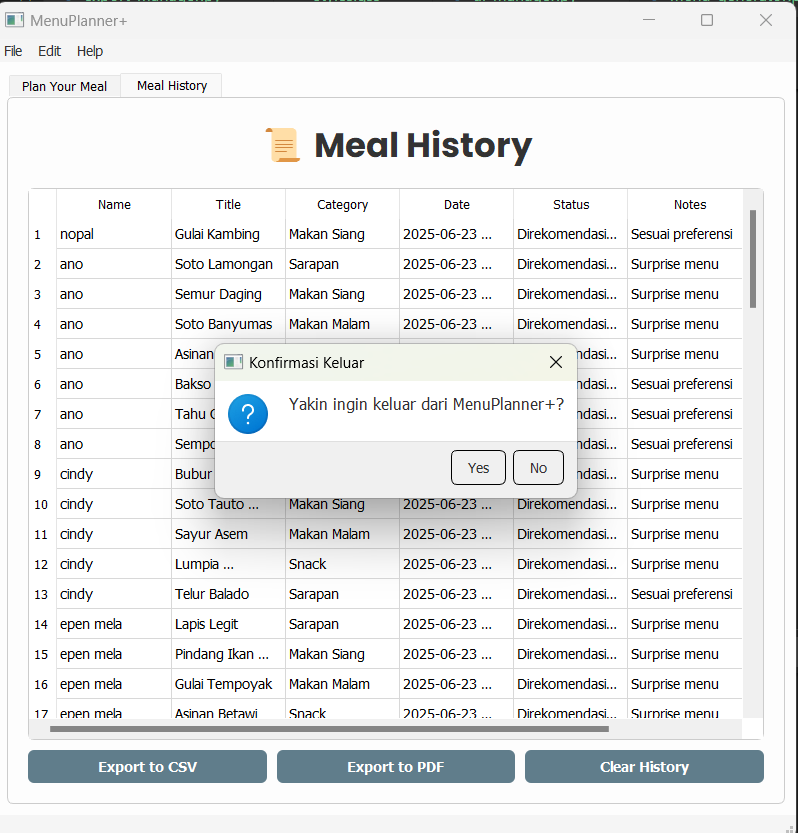 MenuPlanner+
File Edit Help
Plan Your Meal Meal History
Meal History
Name Title Category Date Status Notes
1 nopal Gulai Kambing Makan Siang 2025-06-23 ... Direkomendasi... Sesuai preferensi
2 ano Soto Lamongan Sarapan 2025-06-23 ... Direkomendasi... Surprise menu
3 ano Semur Daging Makan Siang 2025-06-23 ... Direkomendasi... Surprise menu
4 ano Soto Banyumas Makan Malam 2025-06-23 ... Direkomendasi... Surprise menu
5 ano Asinan Surprise menu
6 ano Bakso Sesuai preferensi
7 ano Tahu Sesuai preferensi
8 ano Sesuai preferensi
9 cindy Bubur Surprise menu
Konfirmasi Keluar
Yakin ingin keluar dari MenuPlanner+?
Yes No
10 cindy Soto Tauto ... Makan Siang 2025-06-23 ... Direkomendasi... Surprise menu
11 cindy Sayur Asem Makan Malam 2025-06-23 ... Direkomendasi... Surprise menu
12 cindy Lumpia ... Snack 2025-06-23 ... Direkomendasi... Surprise menu
13 cindy Telur Balado Sarapan 2025-06-23 ... Direkomendasi... Sesuai preferensi
14 epen mela Lapis Legit Sarapan 2025-06-23 ... Direkomendasi... Surprise menu
15 epen mela Pindang Ikan ... Makan Siang 2025-06-23 ... Direkomendasi... Surprise menu
16 epen mela Gulai Tempoyak Makan Malam 2025-06-23 ... Direkomendasi... Surprise menu
17 epen mela Asinan Betawi Snack 2025-06-23 ... Direkomendasi... Surprise menu
Export to CSV Export to PDF Clear History